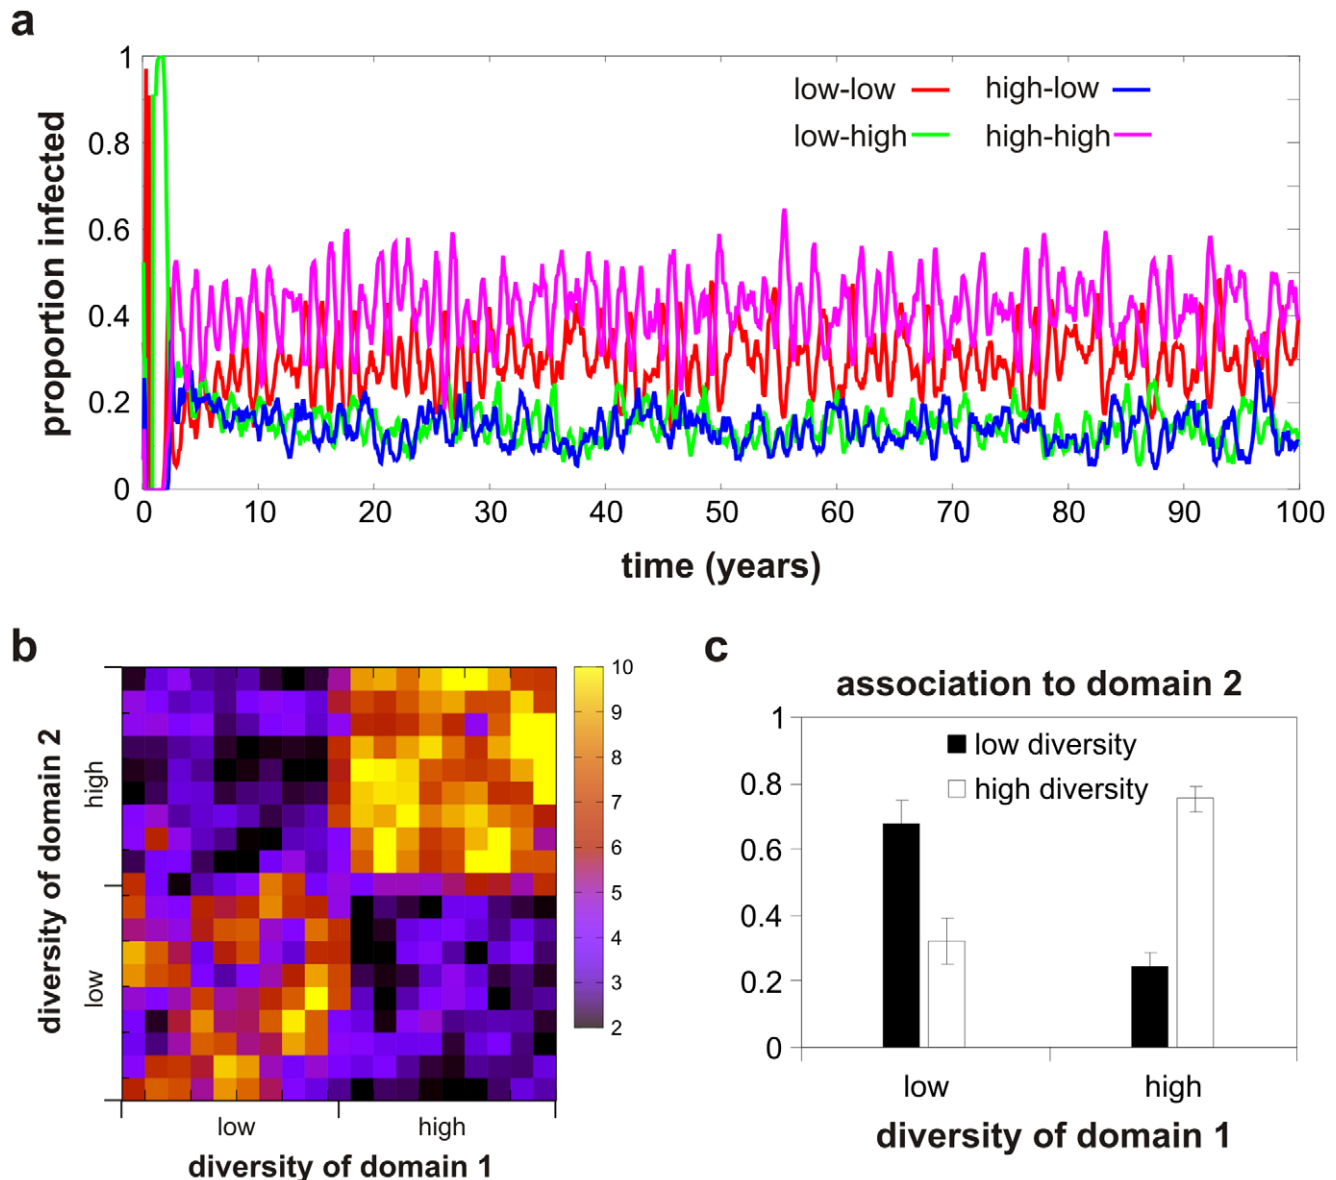 a
proportion infected
1
0.8
0.6
0.4
0.2
0
low-low
high-low
low-high
high-high
0 10 20 30 40 50 60 70 80 90 100
time (years)
b
diversity of domain 2
high
low
10
9
8
7
6
5
4
3
2
low high
diversity of domain 1
c
association to domain 2
1
0.8
0.6
0.4
0.2
0
low diversity
high diversity
low high
diversity of domain 1